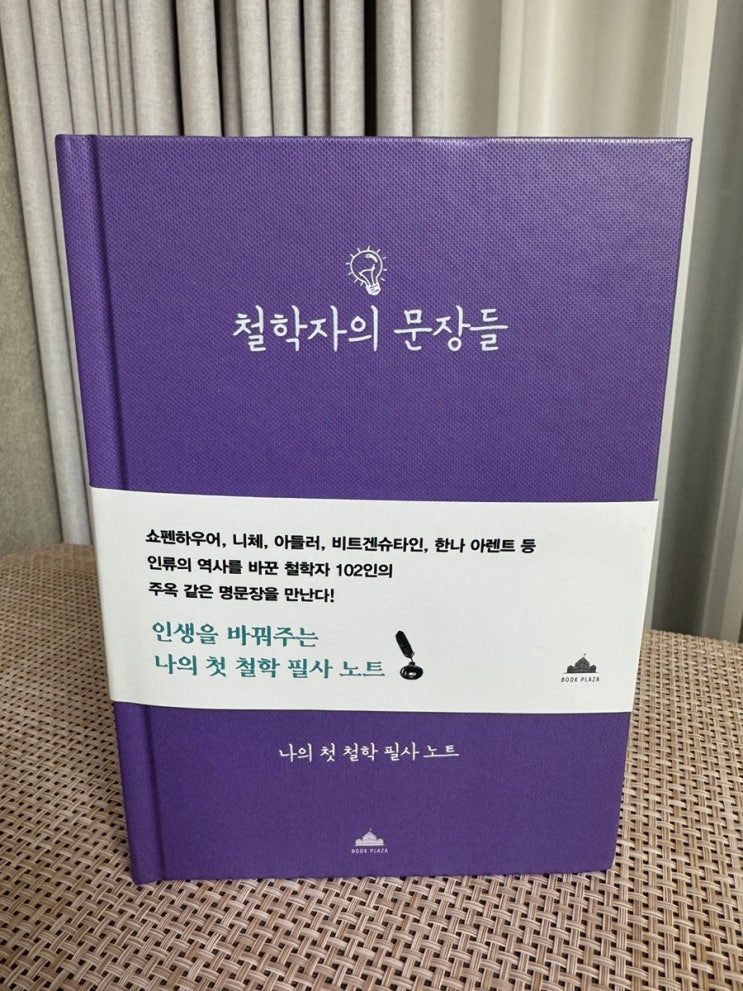 철학자의 문장들
쇼펜하우어, 니체, 아들러, 비트겐슈타인, 한나 아렌트 등
인류의 역사를 바꾼 철학자 102인의
주옥 같은 명문장을 만난다!
인생을 바꿔주는
나의 첫 철학 필사 노트
BOOK PLAZA
나의 첫 철학 필사 노트
BOOK PLAZA